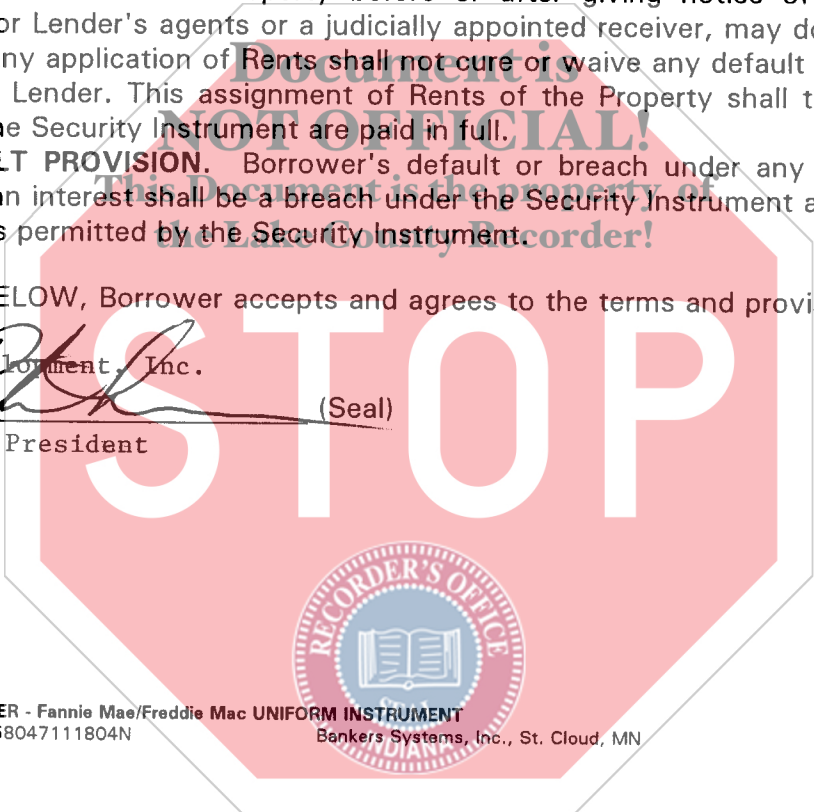 or Lender's agents or a judicially appointed receiver, may do
ny application of Rents shall not cure or waive any default
Document is
Lender. This assignment of Rents of the Property shall t
e Security Instrument are paid in full.
NOT OFFICIAL!
LT PROVISION. Borrower's default or breach under any
This Document is the property of
n interest shall be a breach under the Security Instrument a
s permitted by the Security Instrument.
the Lake County Recorder!
ELOW, Borrower accepts and agrees to the terms and provi
lopment, Inc.
(Seal)
President
STOP
RECORDER'S OFFICE
SEAL
INDIANA
ER - Fannie Mae/Freddie Mac UNIFORM INSTRUMENT
58047111804N Bankers Systems, Inc., St. Cloud, MN